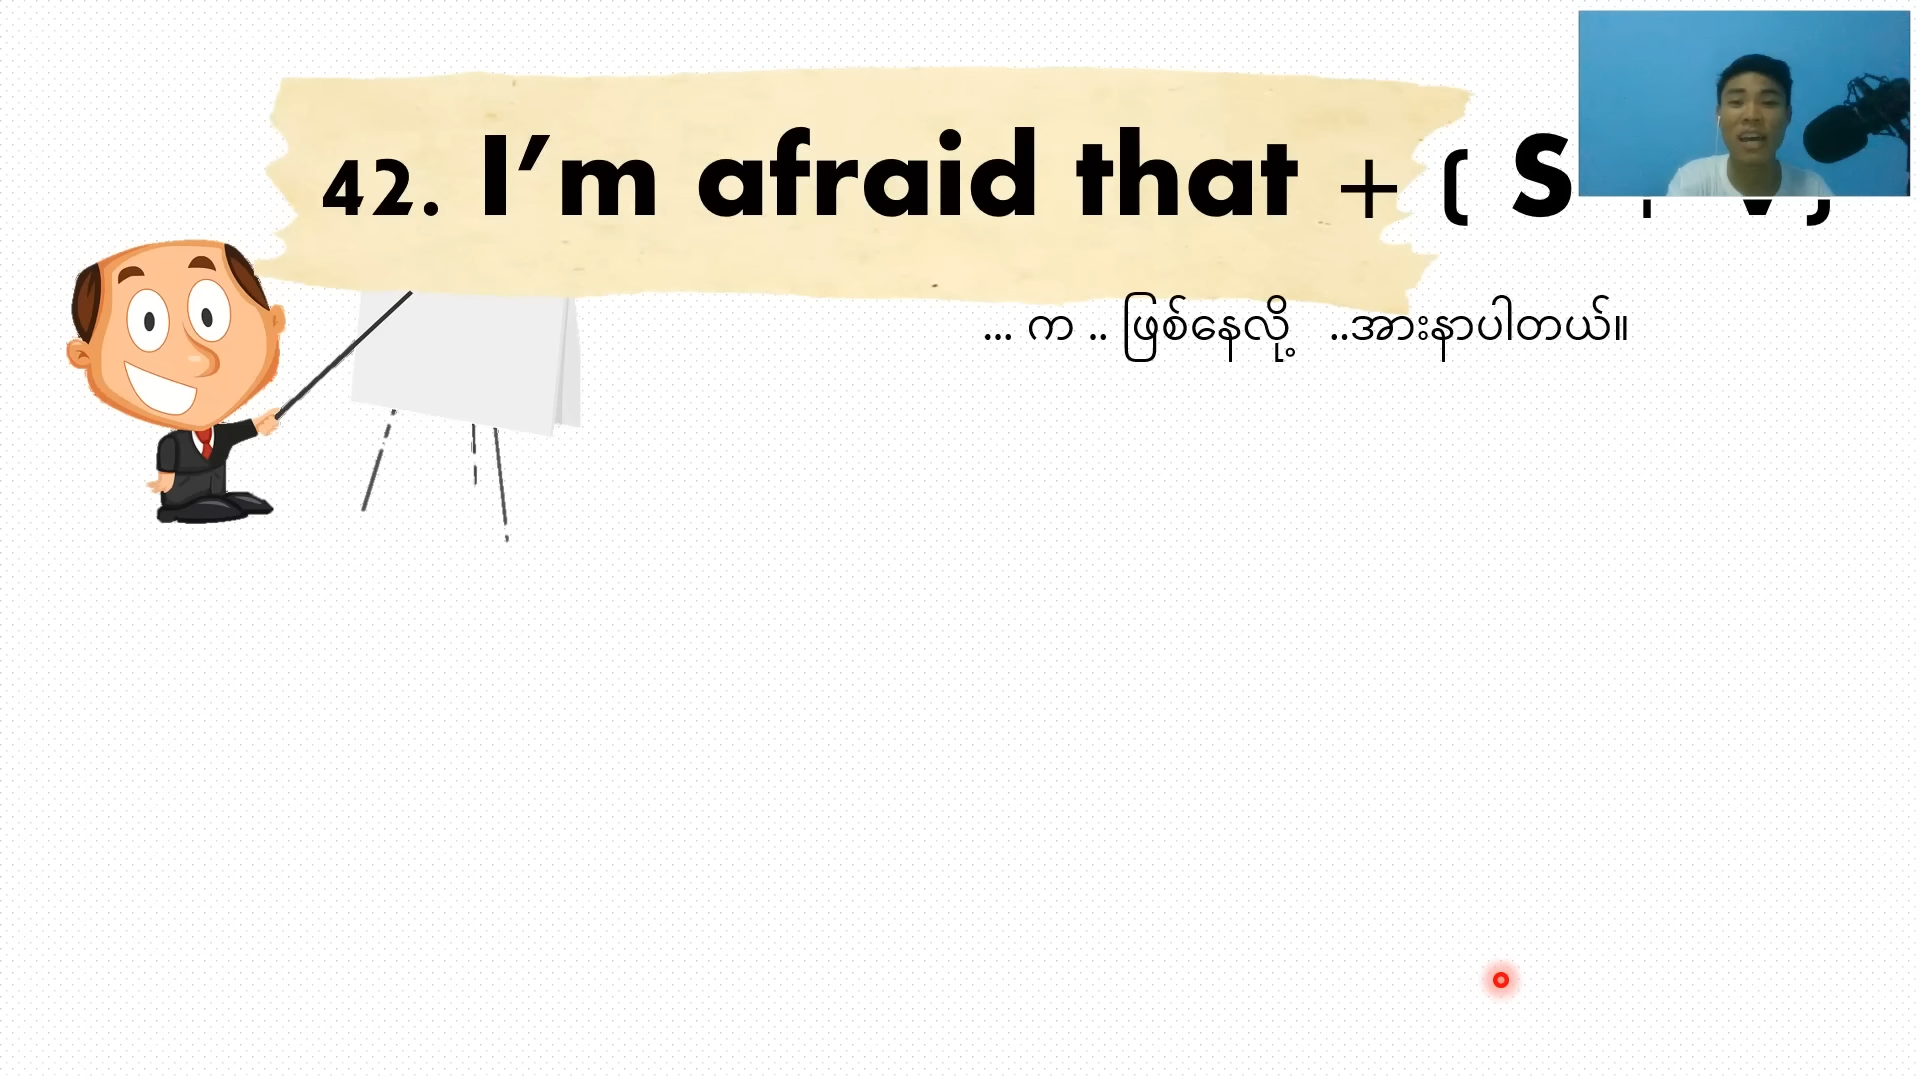 42. I’m afraid that + ( S
... က .. ဖြစ်နေလို့ ..အားနာပါတယ်။